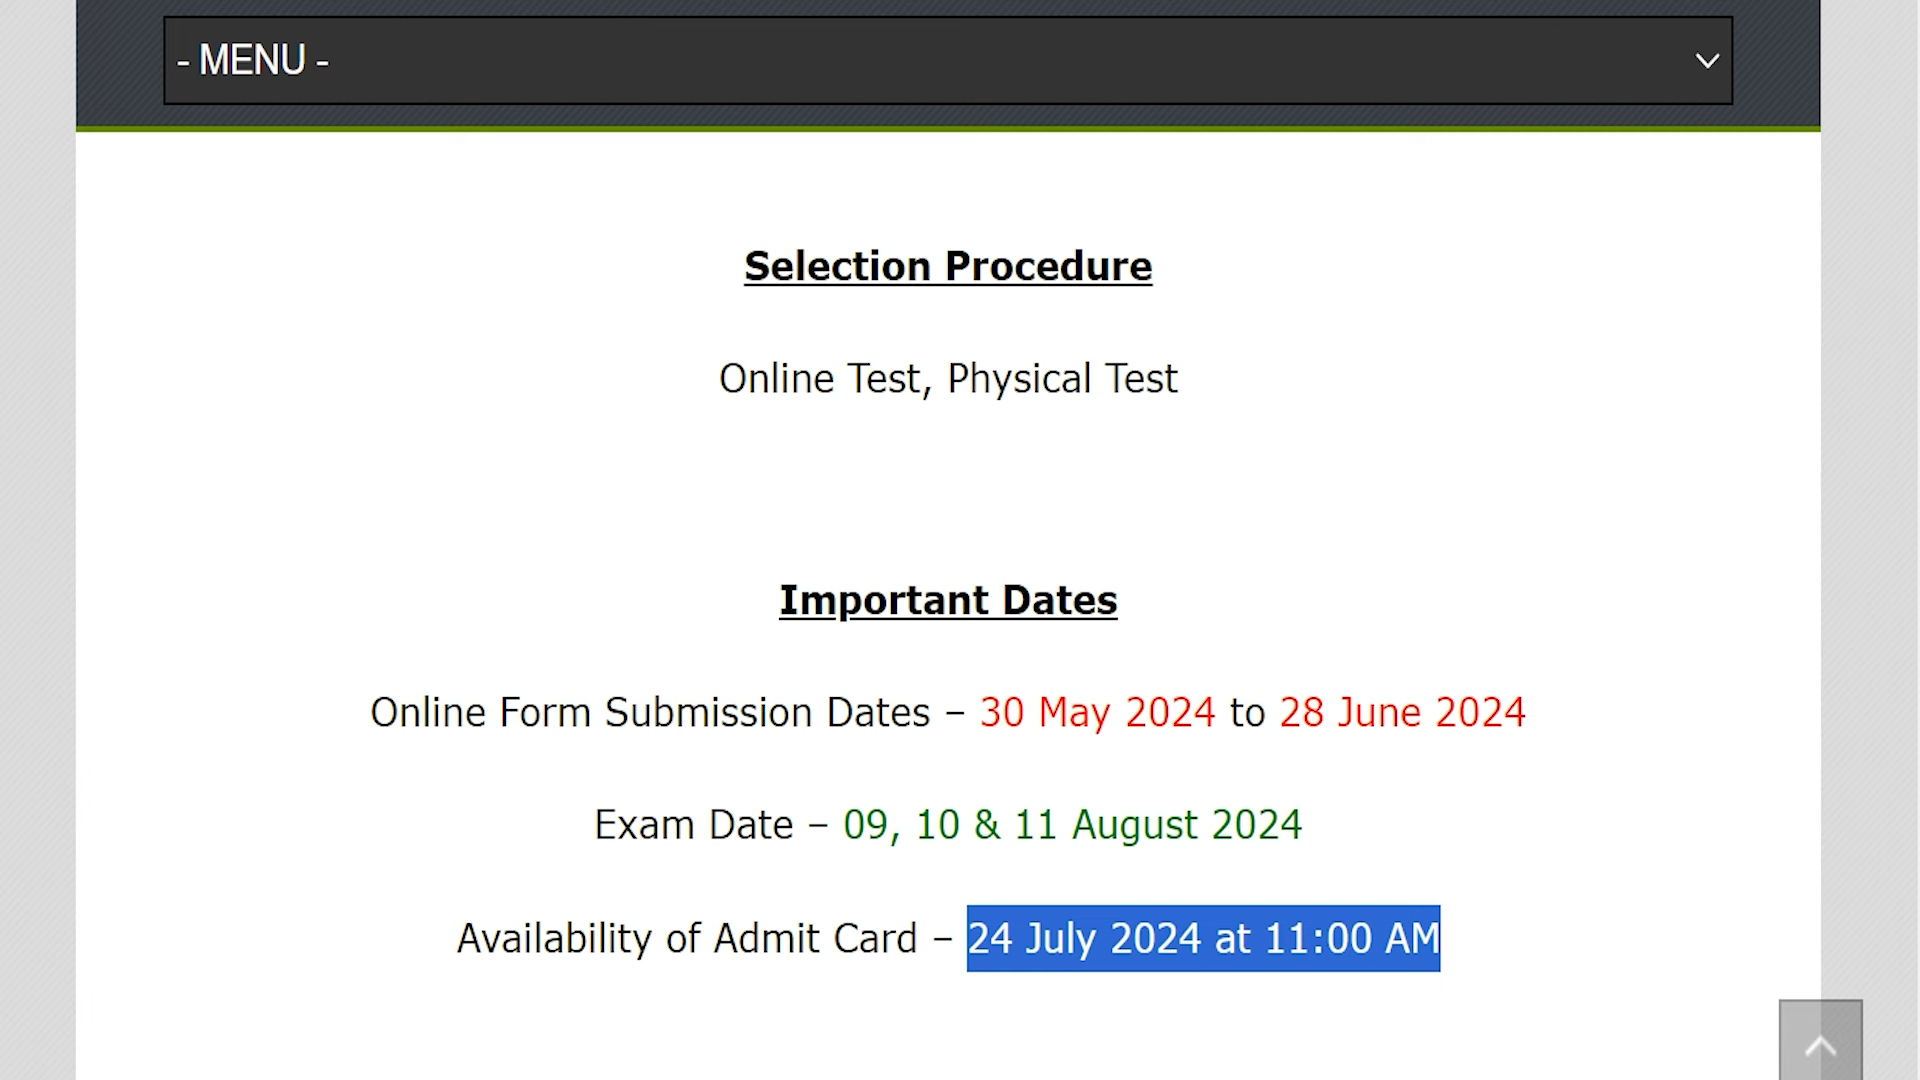 - MENU -
Selection Procedure
Online Test, Physical Test
Important Dates
Online Form Submission Dates – 30 May 2024 to 28 June 2024
Exam Date – 09, 10 & 11 August 2024
Availability of Admit Card – 24 July 2024 at 11:00 AM